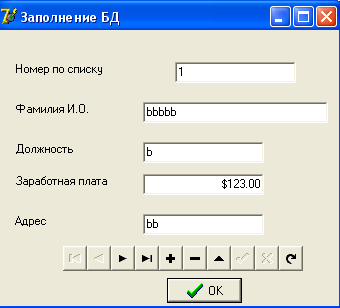 Заполнение БД
Номер по списку 1
Фамилия И.О. bbbbb
Должность b
Заработная плата $123.00
Адрес bb
OK